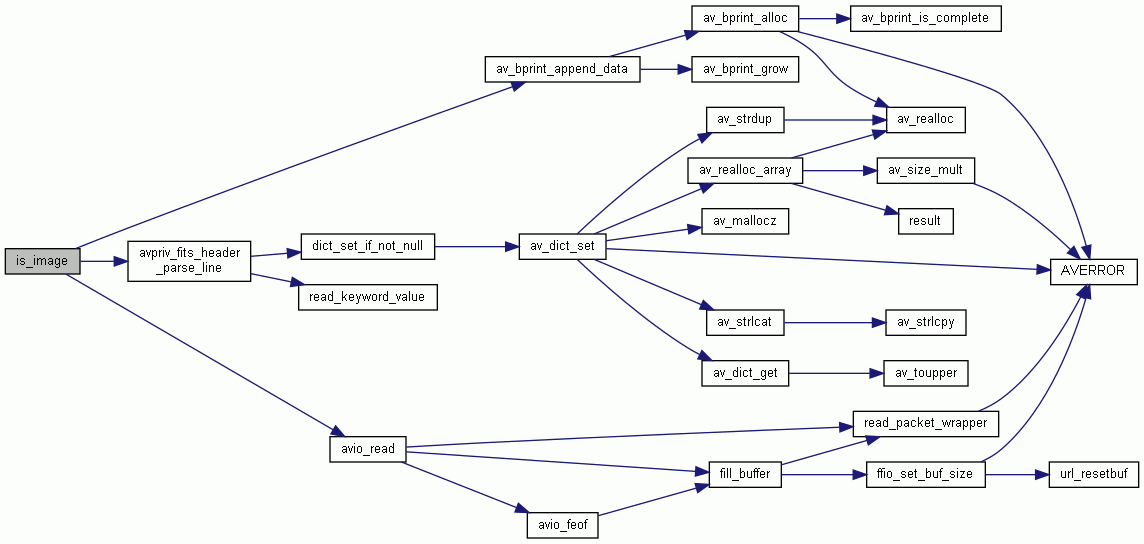 av_bprint_alloc
av_bprint_is_complete
av_bprint_append_data
av_bprint_grow
av_strdup
av_realloc
av_realloc_array
av_size_mult
av_mallocz
result
is_image
avpriv_fits_header
_parse_line
dict_set_if_not_null
av_dict_set
AVERROR
read_keyword_value
av_strlcat
av_strlcpy
av_dict_get
av_toupper
read_packet_wrapper
avio_read
fill_buffer
ffio_set_buf_size
url_resetbuf
avio_feof